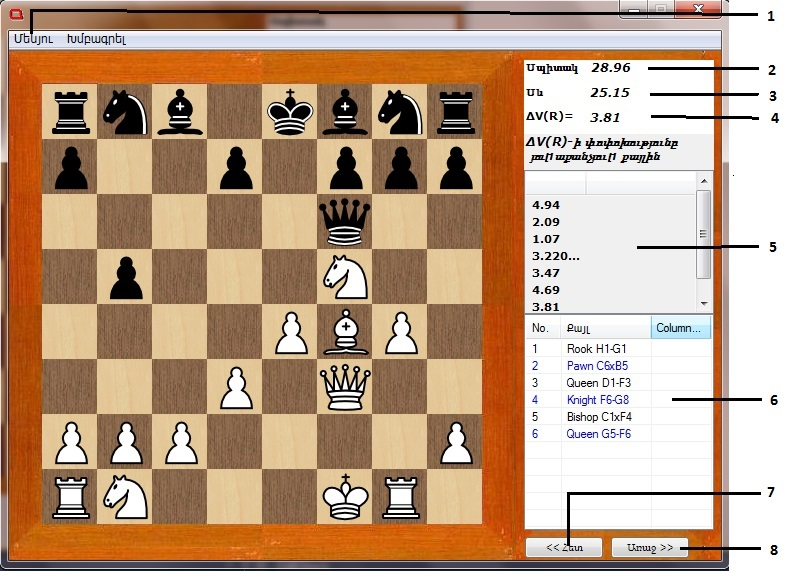 Մենյու Խմբագրել
1
Սպիտակ 28.96
2
Սև 25.15
3
ΔV(R)= 3.81
4
ΔV(R)-ի փոփոխությունը
յուրաքանչյուր քայլին
4.94
2.09
1.07
3.220...
3.47
4.69
3.81
5
No. Քայլ Column...
1 Rook H1-G1
2 Pawn C6xB5
3 Queen D1-F3
4 Knight F6-G8
5 Bishop C1xF4
6 Queen G5-F6
6
7
<< Հետ Առաջ >>
8